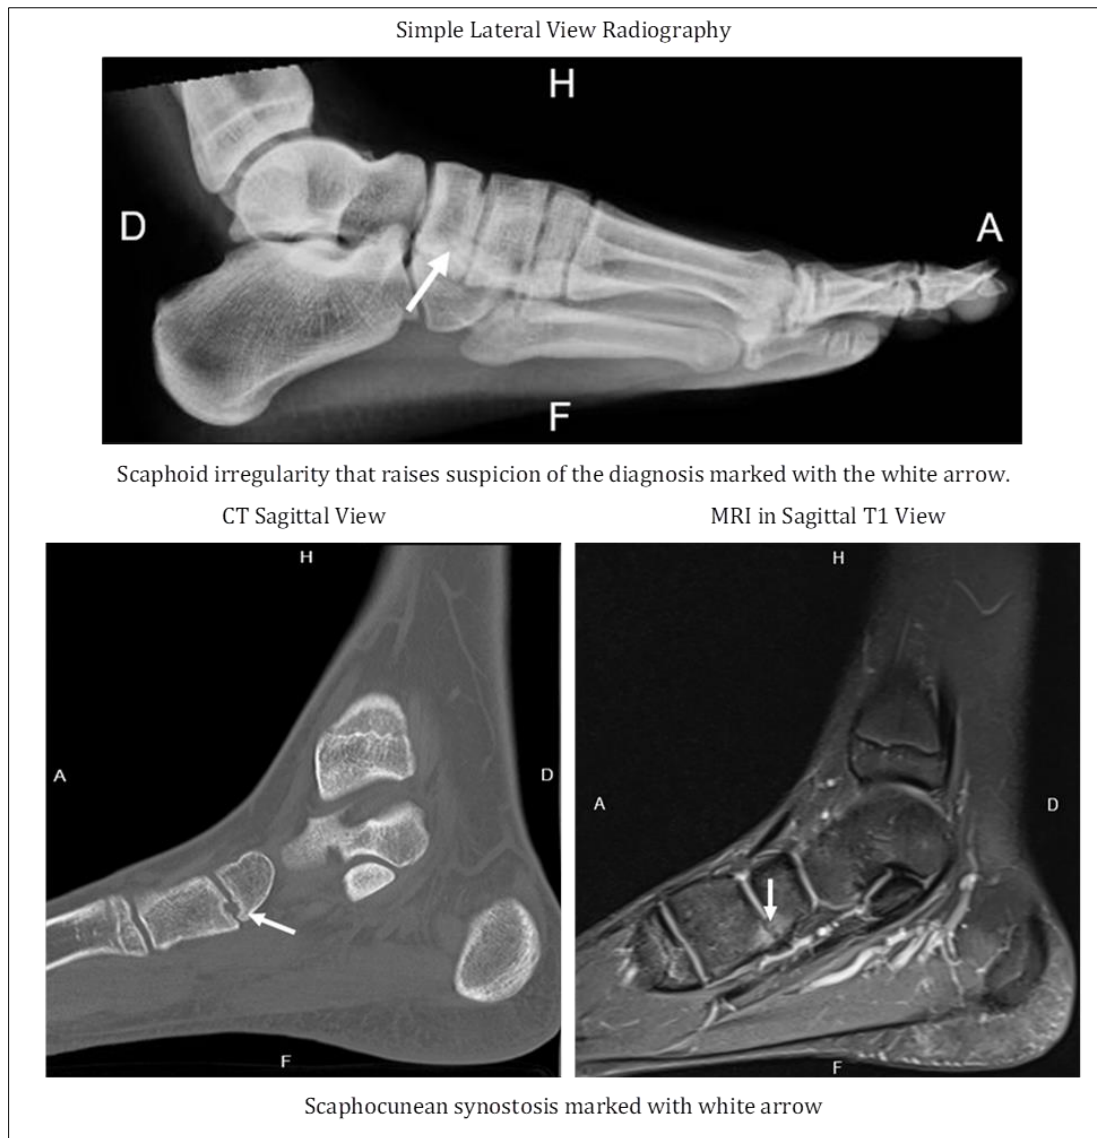 Simple Lateral View Radiography
H
D
A
F
Scaphoid irregularity that raises suspicion of the diagnosis marked with the white arrow.
CT Sagittal View
MRI in Sagittal T1 View
H
A
D
F
H
A
D
F
Scaphocunean synostosis marked with white arrow